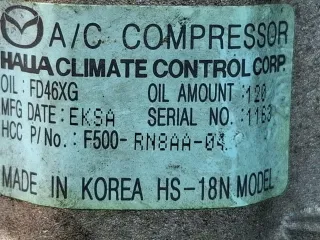 A/C COMPRESSOR
HALLA CLIMATE CONTROL CORP.
OIL: FD46XG OIL AMOUNT: 120
MFG DATE: EKSA SERIAL NO.: 1163
HCC P/No.: F500-RN8AA-04
MADE IN KOREA HS-18N MODEL